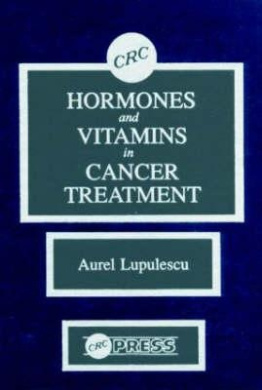 CRC
HORMONES
and
VITAMINS
in
CANCER
TREATMENT
Aurel Lupulescu
CRC PRESS